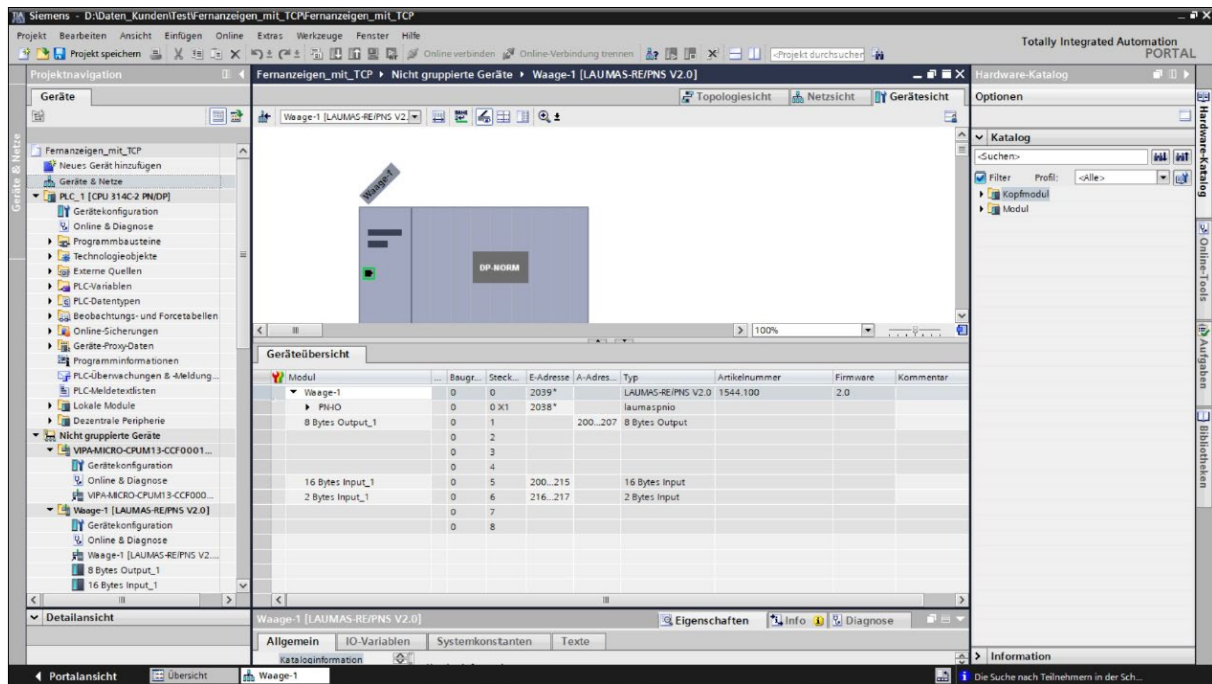 Siemens - D:\Daten_Kunden\Test\Fernanzeigen_mit_TCP\Fernanzeigen_mit_TCP
Projekt Bearbeiten Ansicht Einfügen Online Extras Werkzeuge Fenster Hilfe
Totally Integrated Automation
PORTAL
Projekt speichern Online verbinden Online-Verbindung trennen <Projekt durchsuchen
Projektnavigation
Geräte
Geräte & Netze
Fernanzeigen_mit_TCP
Neues Gerät hinzufügen
Geräte & Netze
PLC_1 [CPU 314C-2 PN/DP]
Gerätekonfiguration
Online & Diagnose
Programmbausteine
Technologieobjekte
Externe Quellen
PLC-Variablen
PLC-Datentypen
Beobachtungs- und Forcetabellen
Online-Sicherungen
Geräte-Proxy-Daten
Programminformationen
PLC-Überwachungen & -Meldung...
PLC-Meldetextlisten
Lokale Module
Dezentrale Peripherie
Nicht gruppierte Geräte
VIPA-MICRO-CPUM13-CCF0001...
Gerätekonfiguration
Online & Diagnose
VIPA-MICRO-CPUM13-CCF000...
Waage-1 [LAUMAS-RE/PNS V2.0]
Gerätekonfiguration
Online & Diagnose
Waage-1 [LAUMAS-RE/PNS V2....
8 Bytes Output_1
16 Bytes Input_1
Detailansicht
Fernanzeigen_mit_TCP Nicht gruppierte Geräte Waage-1 [LAUMAS-RE/PNS V2.0]
Topologiesicht Netzsicht Gerätesicht
Waage-1 [LAUMAS-RE/PNS V2.
Waage-1
DP-NORM
100%
Geräteübersicht
Modul ... Baugr... Steck... E-Adresse A-Adres... Typ Artikelnummer Firmware Kommentar
Waage-1 0 0 2039* LAUMAS-RE/PNS V2.0 1544.100 2.0
PN-IO 0 0 X1 2038* laumaspnio
8 Bytes Output_1 0 1 200...207 8 Bytes Output
0 2
0 3
0 4
16 Bytes Input_1 0 5 200...215 16 Bytes Input
2 Bytes Input_1 0 6 216...217 2 Bytes Input
0 7
0 8
Waage-1 [LAUMAS-RE/PNS V2.0]
Eigenschaften Info Diagnose
Allgemein IO-Variablen Systemkonstanten Texte
Kataloginformation
Hardware-Katalog
Optionen
Katalog
<Suchen>
Filter Profil: <Alle>
Kopfmodul
Modul
Information
Hardware-Katalog
Online-Tools
Aufgaben
Bibliotheken
Portalansicht Übersicht Waage-1 Die Suche nach Teilnehmern in der Sch...